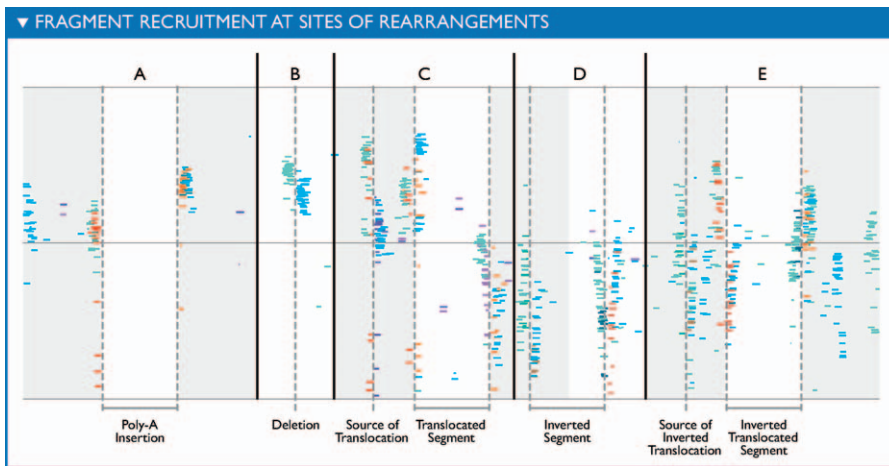 ▼ FRAGMENT RECRUITMENT AT SITES OF REARRANGEMENTS
A B C D E
Poly-A
Insertion
Deletion
Source of
Translocation
Translocated
Segment
Inverted
Segment
Source of
Inverted
Translocation
Inverted
Translocated
Segment